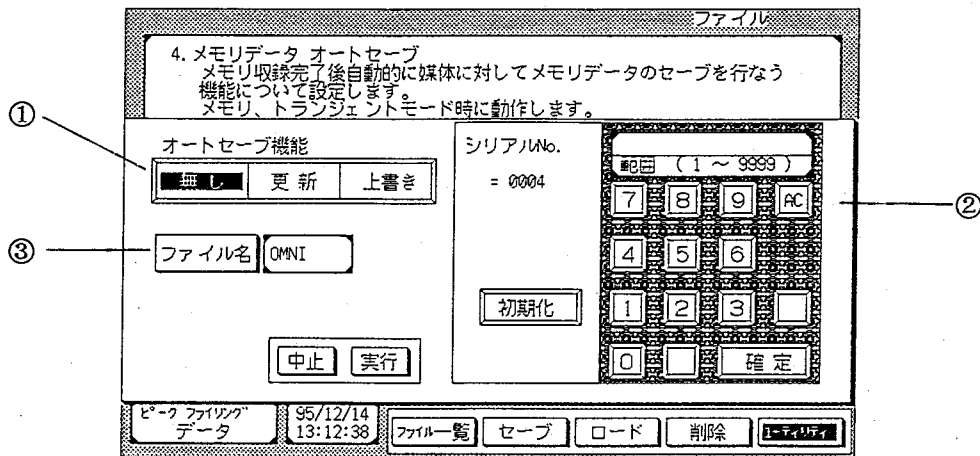 ファイル
4. メモリデータ オートセーブ
メモリ収録完了後自動的に媒体に対してメモリデータのセーブを行なう
機能について設定します。
メモリ、トランジェントモード時に動作します。
①
オートセーブ機能
無し 更新 上書き
③
ファイル名 OMNI
中止 実行
シリアルNo.
= 0004
初期化
範囲 (1 ~ 9999)
7 8 9 AC
4 5 6
1 2 3
0 確定
②
ピーク ファイリング
データ
95/12/14
13:12:38
ファイル一覧 セーブ ロード 削除 ユーティリティ